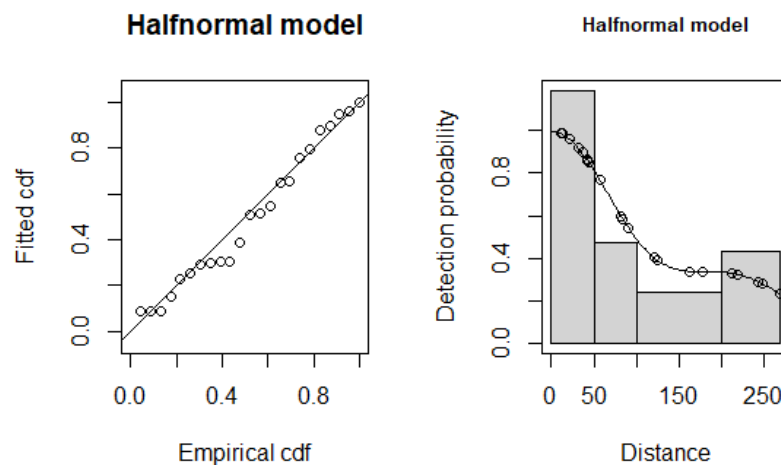 Halfnormal model
Fitted cdf
0.0 0.4 0.8
0.0 0.4 0.8
Empirical cdf
Halfnormal model
Detection probability
0.0 0.4 0.8
0 50 150 250
Distance